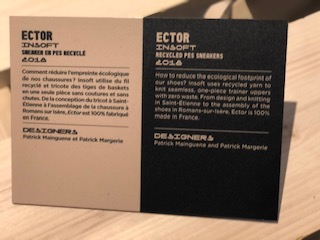 ECTOR
INSOFT
SNEAKER EN PES RECYCLÉ
2018
Comment réduire l'empreinte écologique
de nos chaussures ? Insoft utilise du fil
recyclé et tricote des tiges de baskets
en une seule pièce sans coutures et sans
chutes. De la conception du tricot à Saint-
Étienne à l'assemblage de la chaussure à
Romans sur Isère, Ector est 100% fabriqué
en France.
DESIGNERS
Patrick Mainguene et Patrick Margerie
ECTOR
INSOFT
RECYCLED PES SNEAKERS
2018
How to reduce the ecological footprint of
our shoes? Insoft uses recycled yarn to
knit seamless, one-piece trainer uppers
with zero waste. From design and knitting
in Saint-Étienne to the assembly of the
shoes in Romans-sur-Isère, Ector is 100%
made in France.
DESIGNERS
Patrick Mainguene and Patrick Margerie